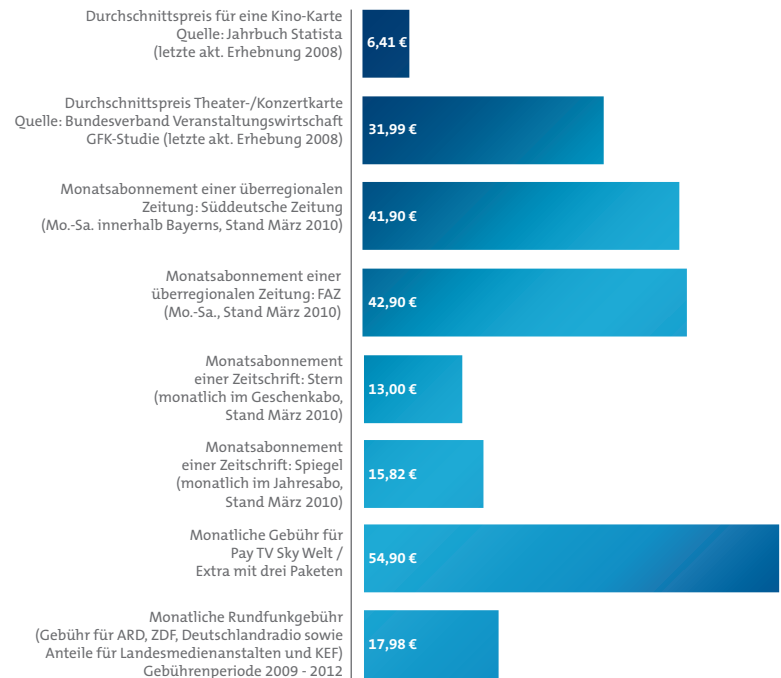 Durchschnittspreis für eine Kino-Karte
Quelle: Jahrbuch Statista
(letzte akt. Erhebnung 2008)
6,41 €
Durchschnittspreis Theater-/Konzertkarte
Quelle: Bundesverband Veranstaltungswirtschaft
GFK-Studie (letzte akt. Erhebung 2008)
31,99 €
Monatsabonnement einer überregionalen
Zeitung: Süddeutsche Zeitung
(Mo.-Sa. innerhalb Bayerns, Stand März 2010)
41,90 €
Monatsabonnement einer
überregionalen Zeitung: FAZ
(Mo.-Sa., Stand März 2010)
42,90 €
Monatsabonnement
einer Zeitschrift: Stern
(monatlich im Geschenkabo,
Stand März 2010)
13,00 €
Monatsabonnement
einer Zeitschrift: Spiegel
(monatlich im Jahresabo,
Stand März 2010)
15,82 €
Monatliche Gebühr für
Pay TV Sky Welt /
Extra mit drei Paketen
54,90 €
Monatliche Rundfunkgebühr
(Gebühr für ARD, ZDF, Deutschlandradio sowie
Anteile für Landesmedienanstalten und KEF)
Gebührenperiode 2009 - 2012
17,98 €